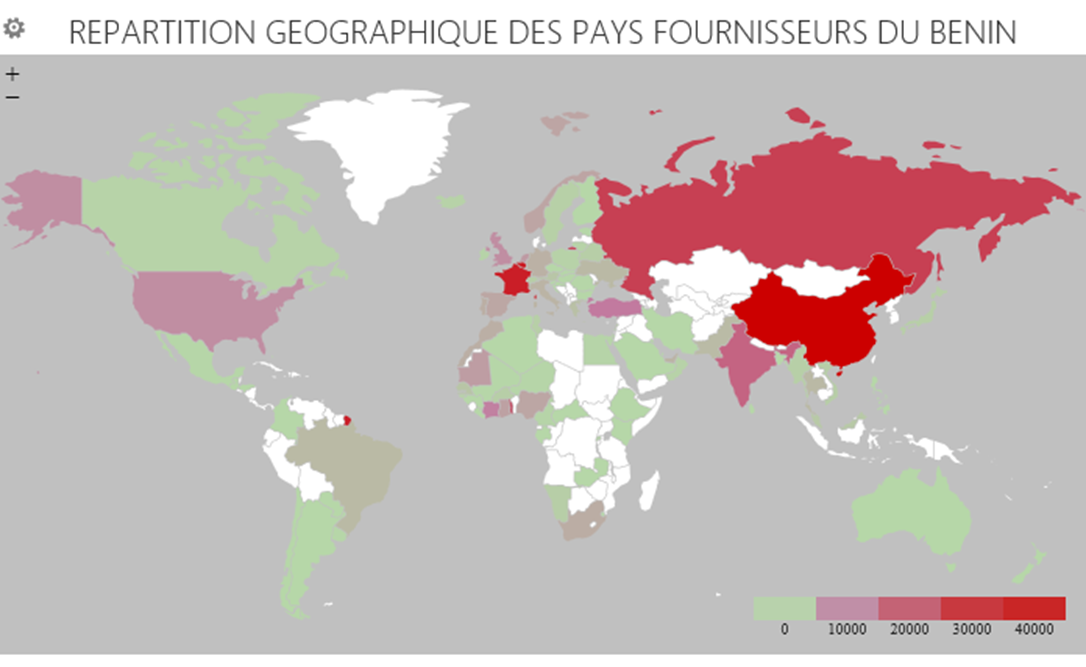 REPARTITION GEOGRAPHIQUE DES PAYS FOURNISSEURS DU BENIN
+
−
0 10000 20000 30000 40000